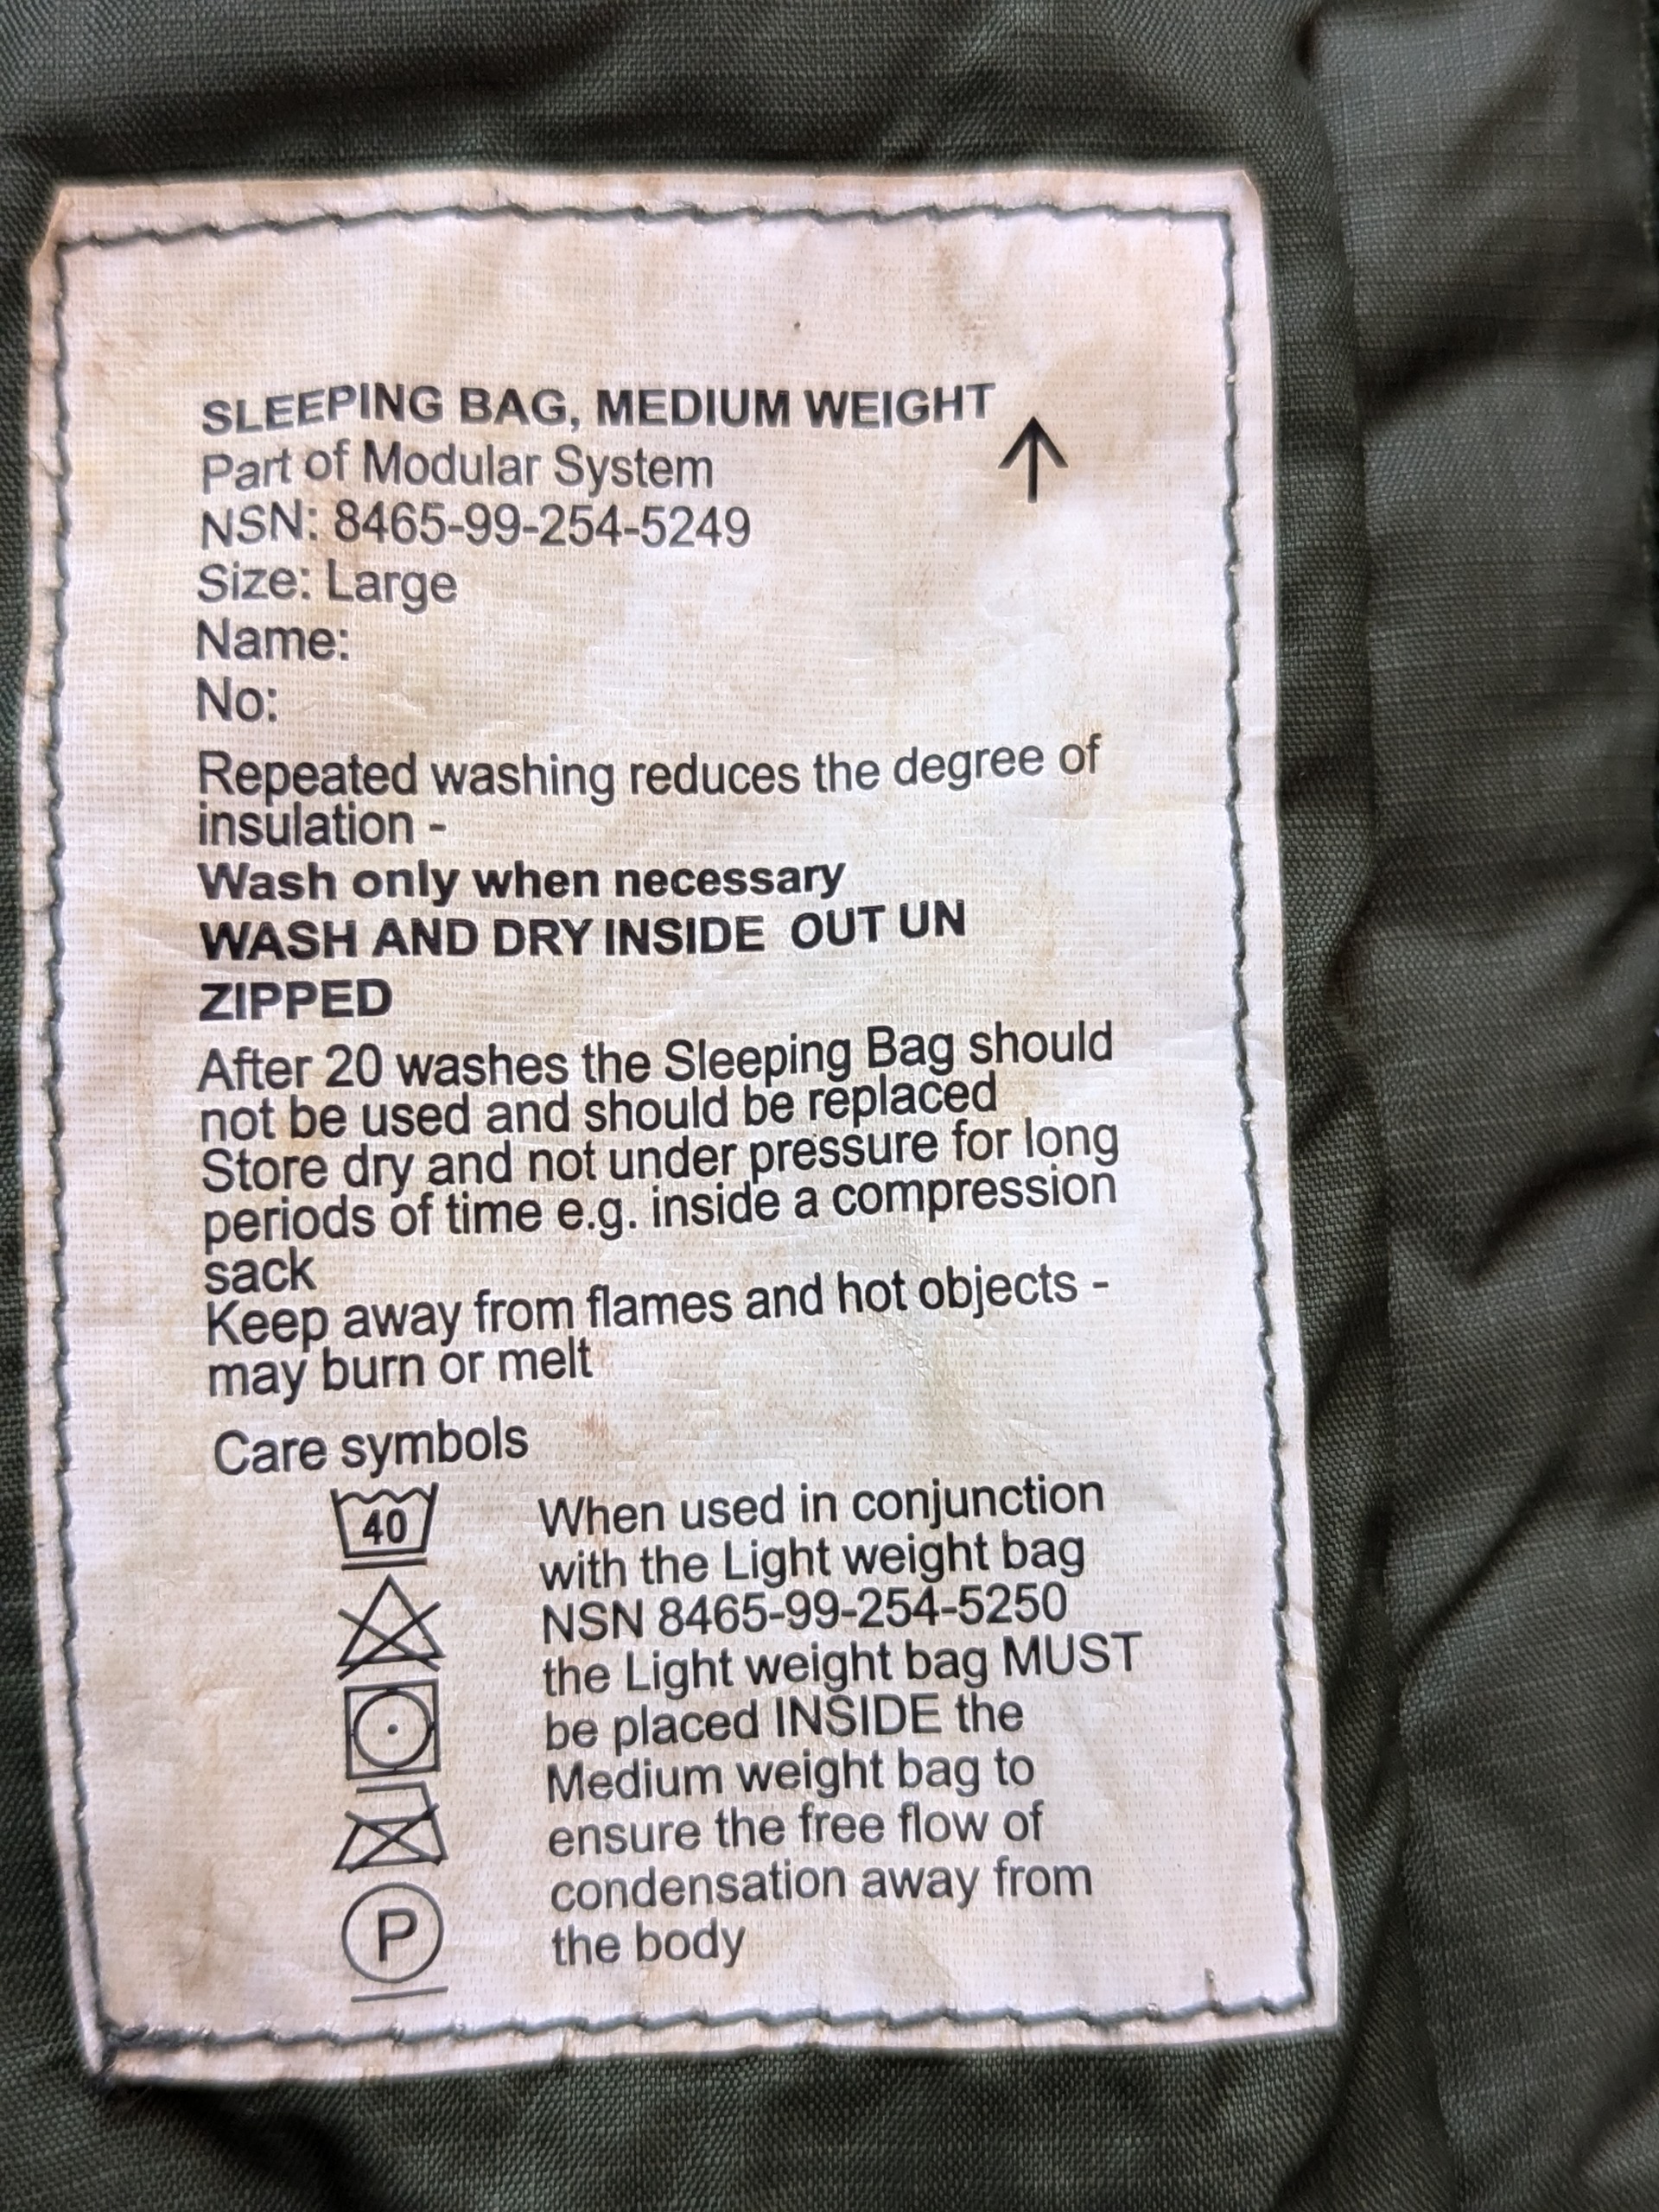 SLEEPING BAG, MEDIUM WEIGHT
Part of Modular System
NSN: 8465-99-254-5249
Size: Large
Name:
No:
Repeated washing reduces the degree of
insulation -
Wash only when necessary
WASH AND DRY INSIDE OUT UN
ZIPPED
After 20 washes the Sleeping Bag should
not be used and should be replaced
Store dry and not under pressure for long
periods of time e.g. inside a compression
sack
Keep away from flames and hot objects -
may burn or melt
Care symbols
40
P
When used in conjunction
with the Light weight bag
NSN 8465-99-254-5250
the Light weight bag MUST
be placed INSIDE the
Medium weight bag to
ensure the free flow of
condensation away from
the body